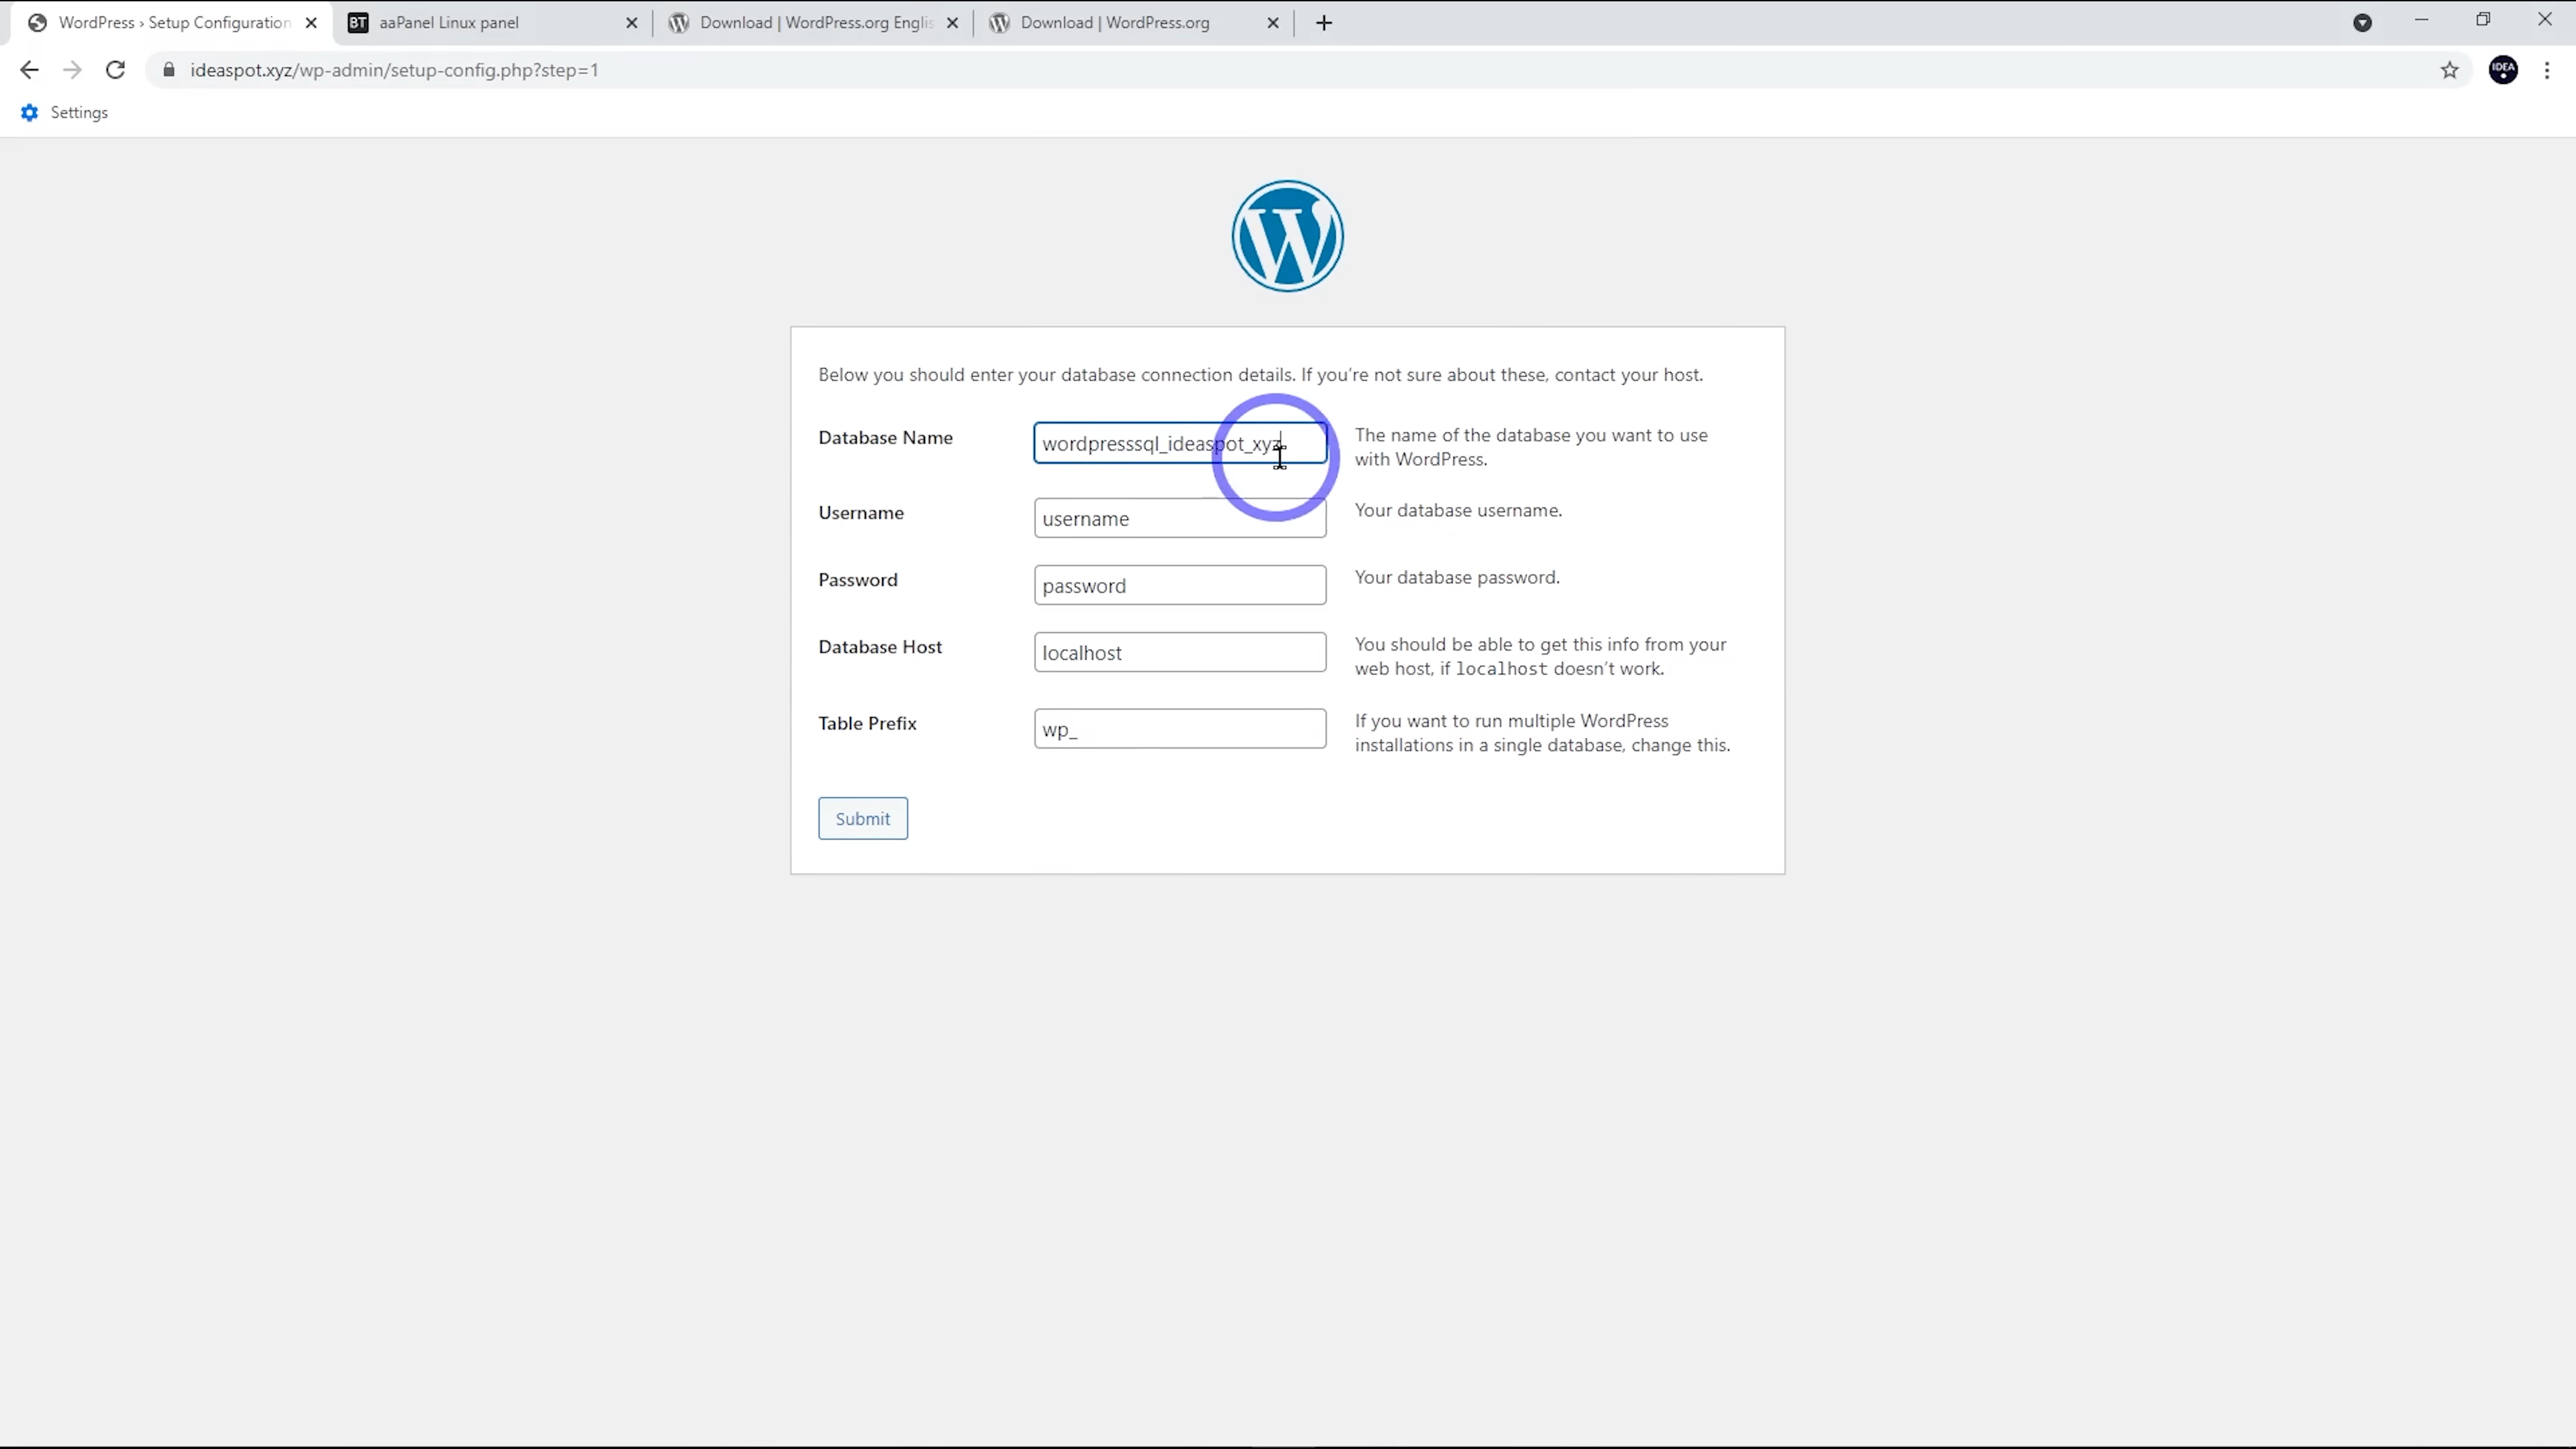 WordPress › Setup Configuration
BT
aaPanel Linux panel
Download | WordPress.org Englis
Download | WordPress.org
ideaspot.xyz/wp-admin/setup-config.php?step=1
IDEA
Settings
W
Below you should enter your database connection details. If you're not sure about these, contact your host.
Database Name
wordpresssql_ideaspot_xyz
The name of the database you want to use
with WordPress.
Username
username
Your database username.
Password
password
Your database password.
Database Host
localhost
You should be able to get this info from your
web host, if localhost doesn't work.
Table Prefix
wp_
If you want to run multiple WordPress
installations in a single database, change this.
Submit